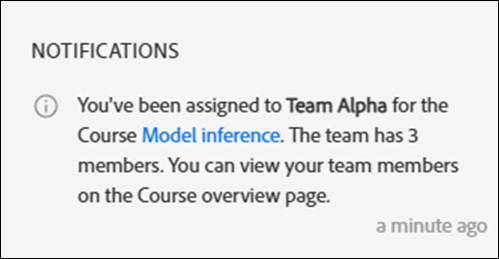 NOTIFICATIONS
You've been assigned to Team Alpha for the
Course Model inference. The team has 3
members. You can view your team members
on the Course overview page.
a minute ago